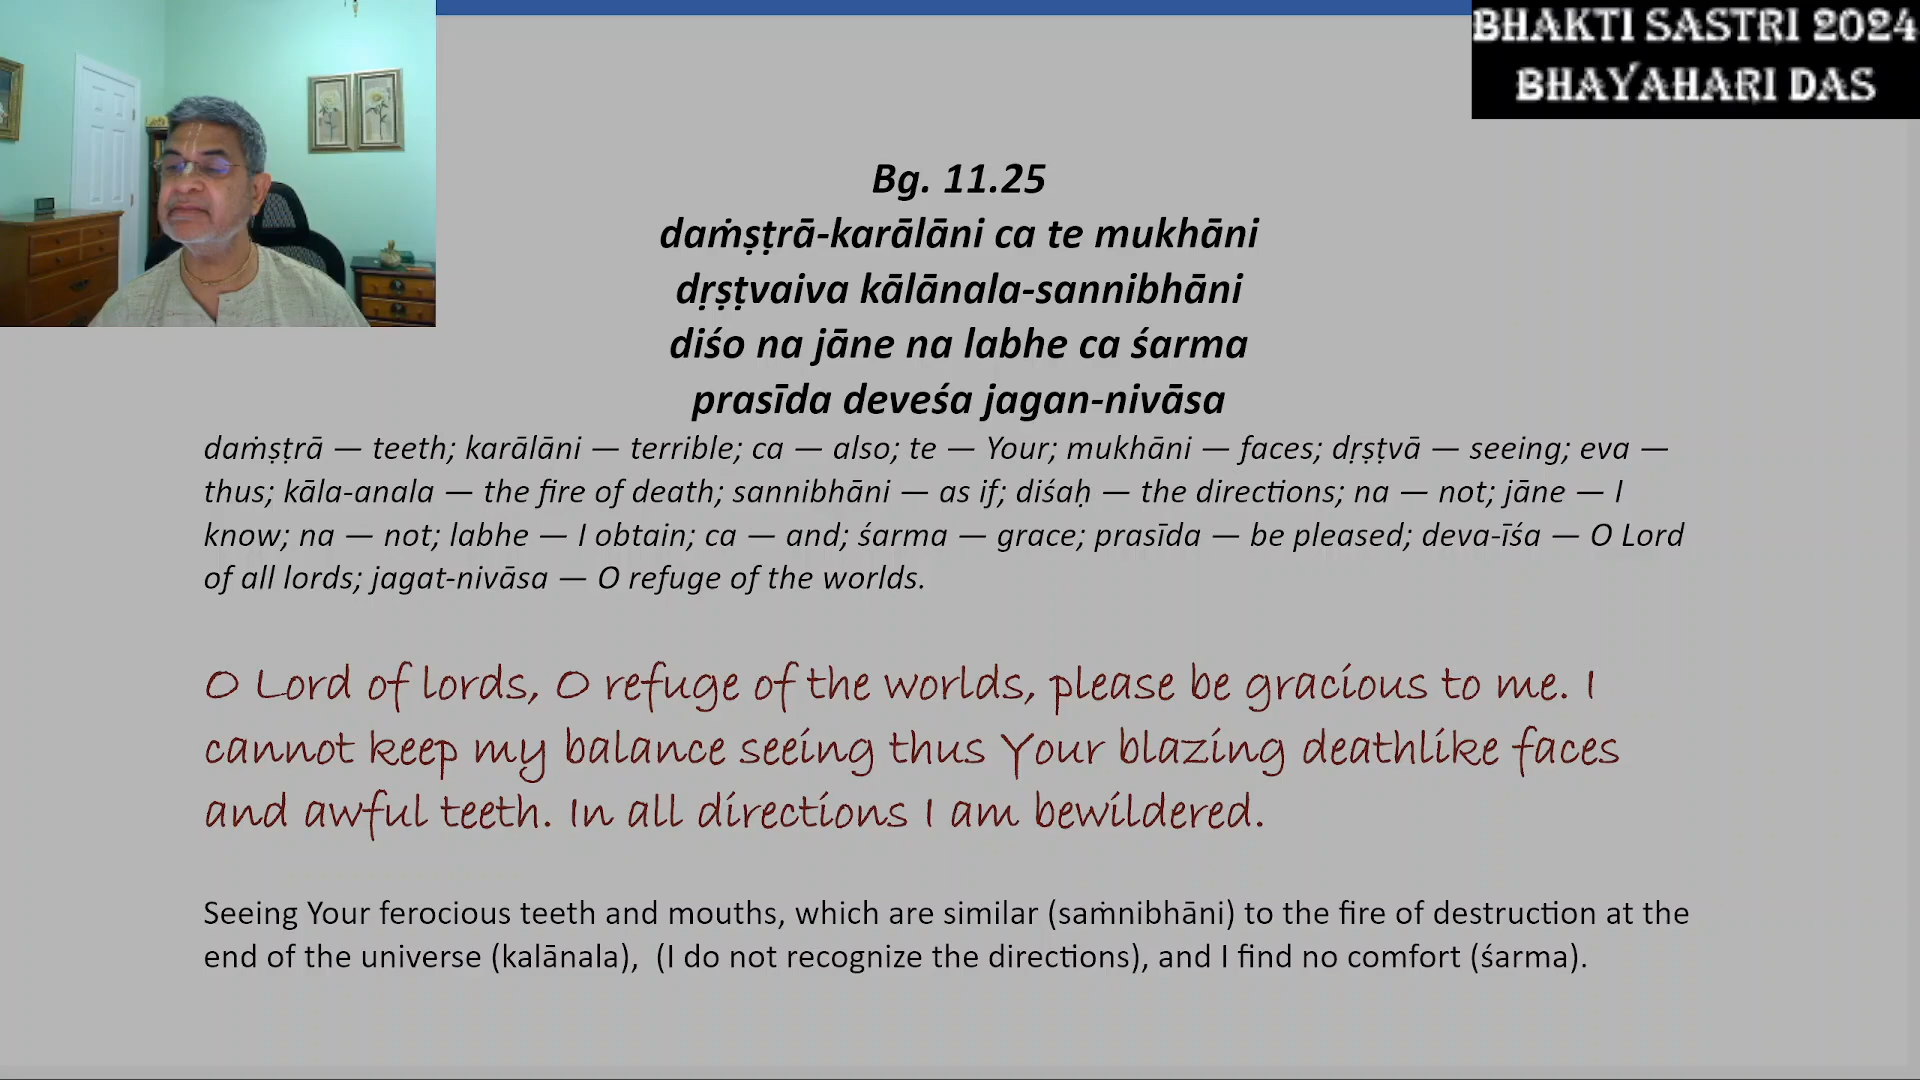 BHAKTI SASTRI 2024
BHAYAHARI DAS
Bg. 11.25
daṁṣṭrā-karālāni ca te mukhāni
dṛṣṭvaiva kālānala-sannibhāni
diśo na jāne na labhe ca śarma
prasīda deveśa jagan-nivāsa
daṁṣṭrā — teeth; karālāni — terrible; ca — also; te — Your; mukhāni — faces; dṛṣṭvā — seeing; eva —
thus; kāla-anala — the fire of death; sannibhāni — as if; diśaḥ — the directions; na — not; jāne — I
know; na — not; labhe — I obtain; ca — and; śarma — grace; prasīda — be pleased; deva-īśa — O Lord
of all lords; jagat-nivāsa — O refuge of the worlds.
O Lord of lords, O refuge of the worlds, please be gracious to me. I
cannot keep my balance seeing thus Your blazing deathlike faces
and awful teeth. In all directions I am bewildered.
Seeing Your ferocious teeth and mouths, which are similar (saṁnibhāni) to the fire of destruction at the
end of the universe (kalānala),  (I do not recognize the directions), and I find no comfort (śarma).